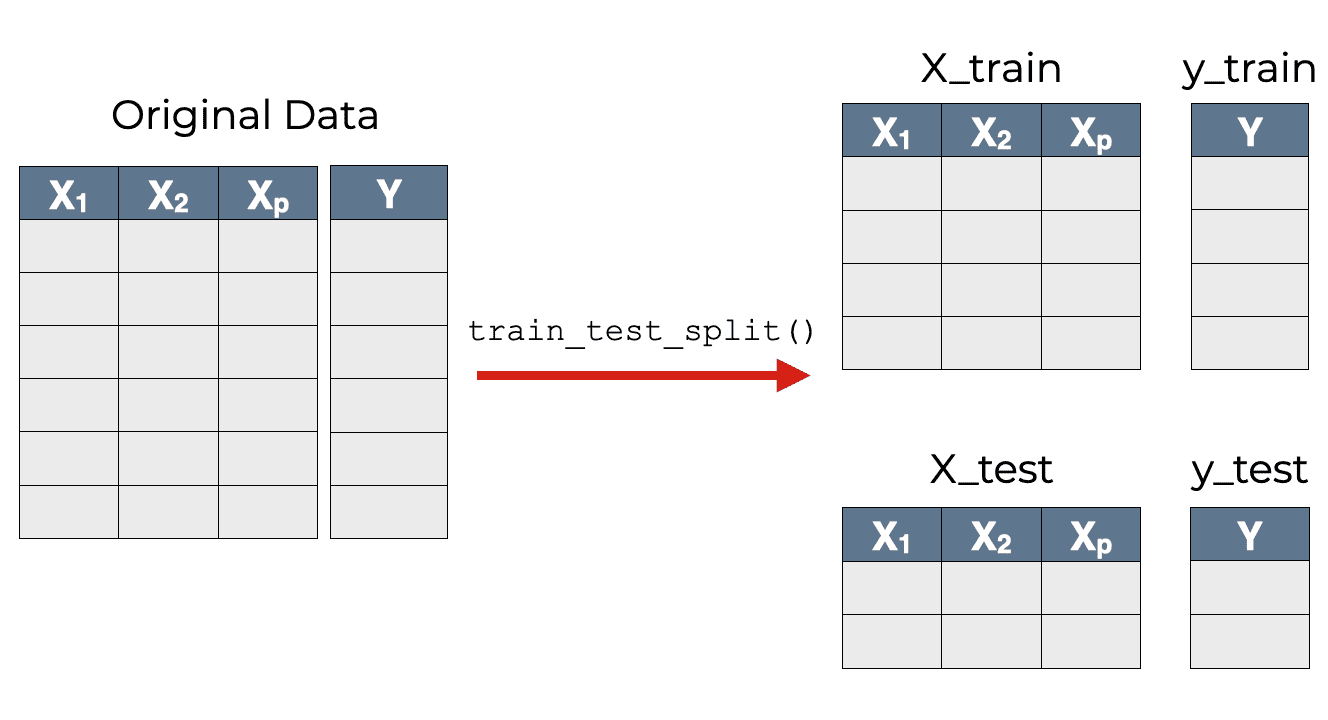 Original Data
X₁ X₂ Xₚ Y
train_test_split()
X_train y_train
X₁ X₂ Xₚ Y
X_test y_test
X₁ X₂ Xₚ Y